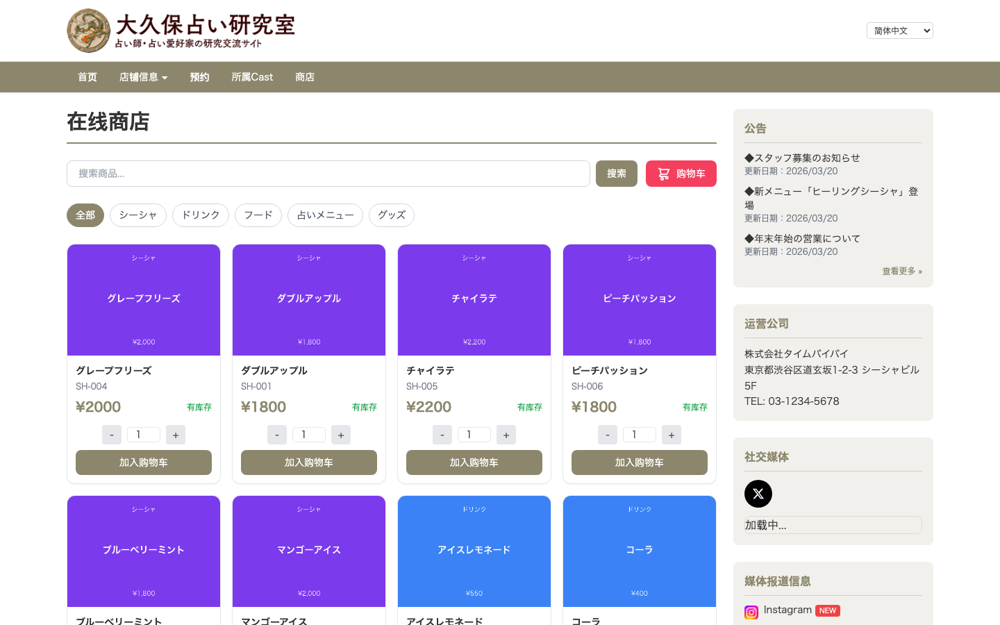 大久保占い研究室
占い師・占い愛好家の研究交流サイト
简体中文
首页 店铺信息 预约 所属Cast 商店
在线商店
搜索商品...
搜索
购物车
全部 シーシャ ドリンク フード 占いメニュー グッズ
シーシャ
グレープフリーズ
¥2,000
グレープフリーズ
SH-004
¥2000 有库存
- 1 +
加入购物车
シーシャ
ダブルアップル
¥1,800
ダブルアップル
SH-001
¥1800 有库存
- 1 +
加入购物车
シーシャ
チャイラテ
¥2,200
チャイラテ
SH-005
¥2200 有库存
- 1 +
加入购物车
シーシャ
ピーチパッション
¥1,800
ピーチパッション
SH-006
¥1800 有库存
- 1 +
加入购物车
シーシャ
ブルーベリーミント
¥1,800
ブルーベリーミント
シーシャ
マンゴーアイス
¥2,000
マンゴーアイス
ドリンク
アイスレモネード
¥550
アイスレモネード
ドリンク
コーラ
¥400
コーラ
公告
◆スタッフ募集のお知らせ
更新日期：2026/03/20
◆新メニュー「ヒーリングシーシャ」登
場
更新日期：2026/03/20
◆年末年始の営業について
更新日期：2026/03/20
查看更多 »
运营公司
株式会社タイムバイバイ
東京都渋谷区道玄坂1-2-3 シーシャビル
5F
TEL: 03-1234-5678
社交媒体
加载中...
媒体报道信息
Instagram NEW